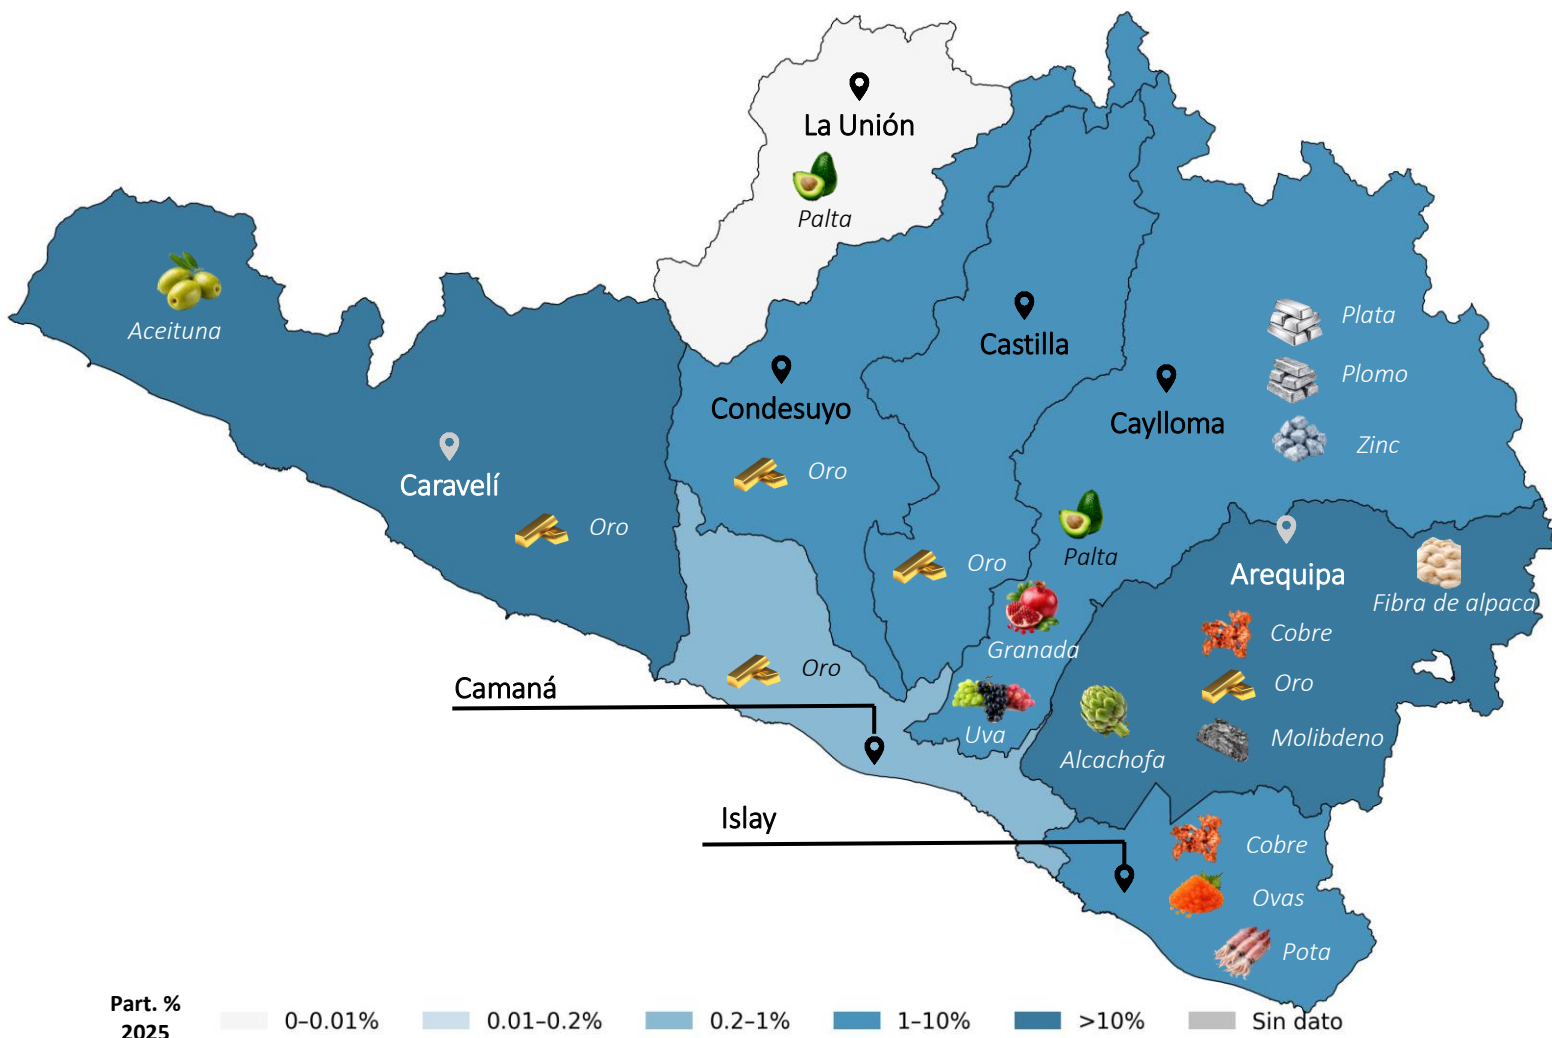 La Unión
Palta
Aceituna
Castilla
Plata
Plomo
Zinc
Condesuyo
Oro
Caylloma
Caravelí
Oro
Oro
Palta
Granada
Uva
Arequipa
Fibra de alpaca
Cobre
Oro
Molibdeno
Alcachofa
Camaná
Oro
Islay
Cobre
Ovas
Pota
Part. %
2025
0–0.01%
0.01–0.2%
0.2–1%
1–10%
>10%
Sin dato